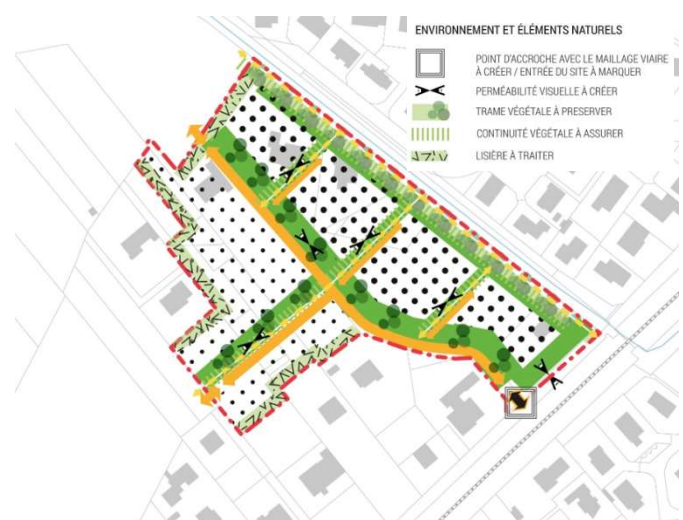 ENVIRONNEMENT ET ÉLÉMENTS NATURELS
POINT D'ACCROCHE AVEC LE MAILLAGE VIAIRE
À CRÉER / ENTRÉE DU SITE À MARQUER
PERMÉABILITÉ VISUELLE À CRÉER
TRAME VÉGÉTALE À PRESERVER
CONTINUITÉ VÉGÉTALE À ASSURER
LISIÈRE À TRAITER